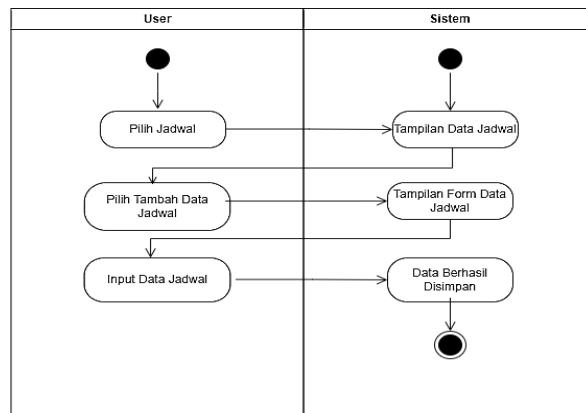 User
Sistem
Pilih Jadwal
Tampilan Data Jadwal
Pilih Tambah Data
Jadwal
Tampilan Form Data
Jadwal
Input Data Jadwal
Data Berhasil
Disimpan